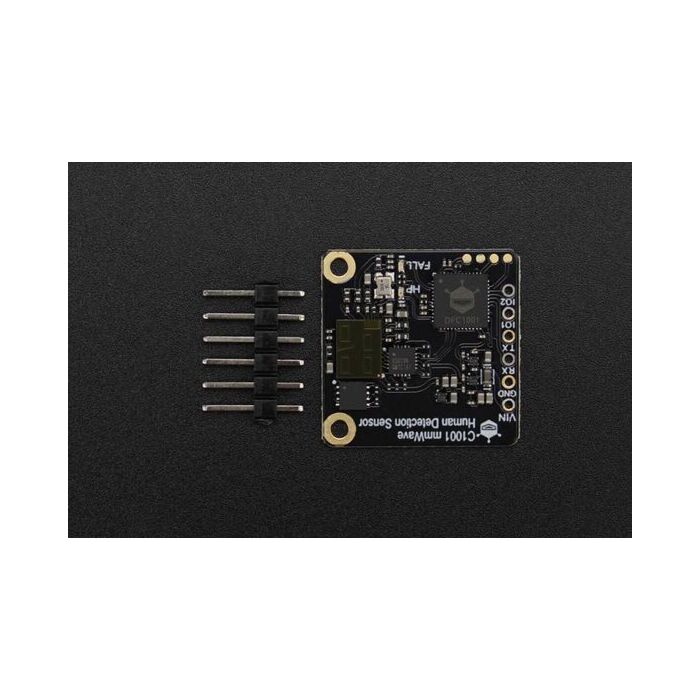 C1001 mmWave
Human Detection Sensor
VIN
GND
RX
TX
IO1
IO2
HP
FALL
DFC1001